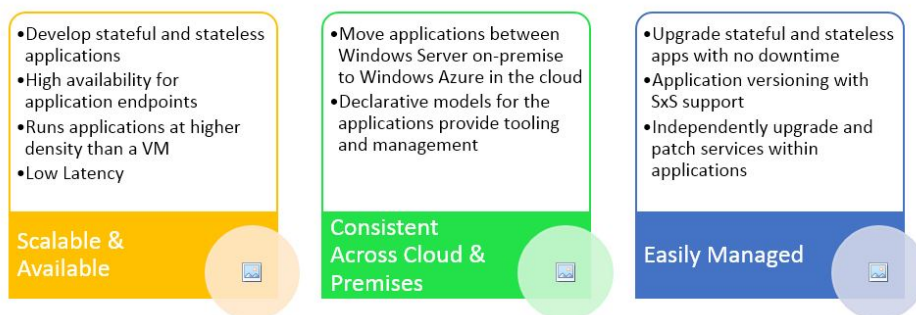 •Develop stateful and stateless
applications
•High availability for
application endpoints
•Runs applications at higher
density than a VM
•Low Latency
Scalable &
Available
•Move applications between
Windows Server on-premise
to Windows Azure in the cloud
•Declarative models for the
applications provide tooling
and management
Consistent
Across Cloud &
Premises
•Upgrade stateful and stateless
apps with no downtime
•Application versioning with
SxS support
•Independently upgrade and
patch services within
applications
Easily Managed